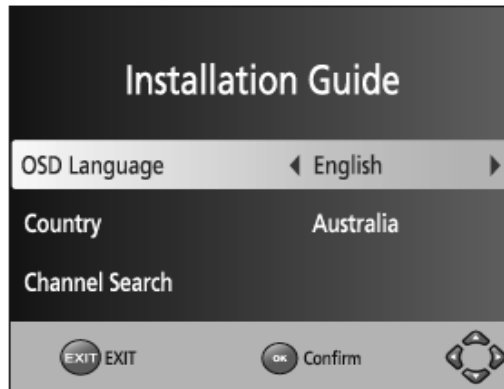 Installation Guide
OSD Language English
Country Australia
Channel Search
EXIT EXIT OK Confirm